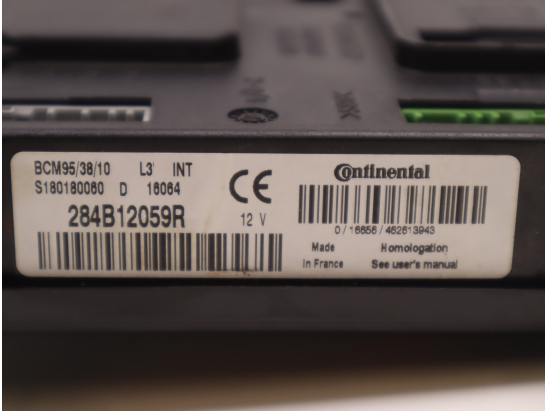 BCM95/38/10 L3' INT
S180180060 D 16064
284B12059R
CE
12 V
Continental
0 / 16656 / 462613943
Made Homologation
in France See user's manual